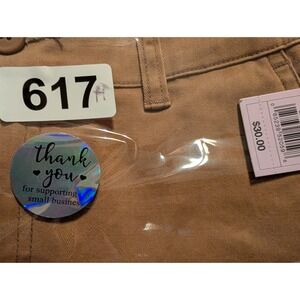 617
thank
you
for supporting
small business
$30.00